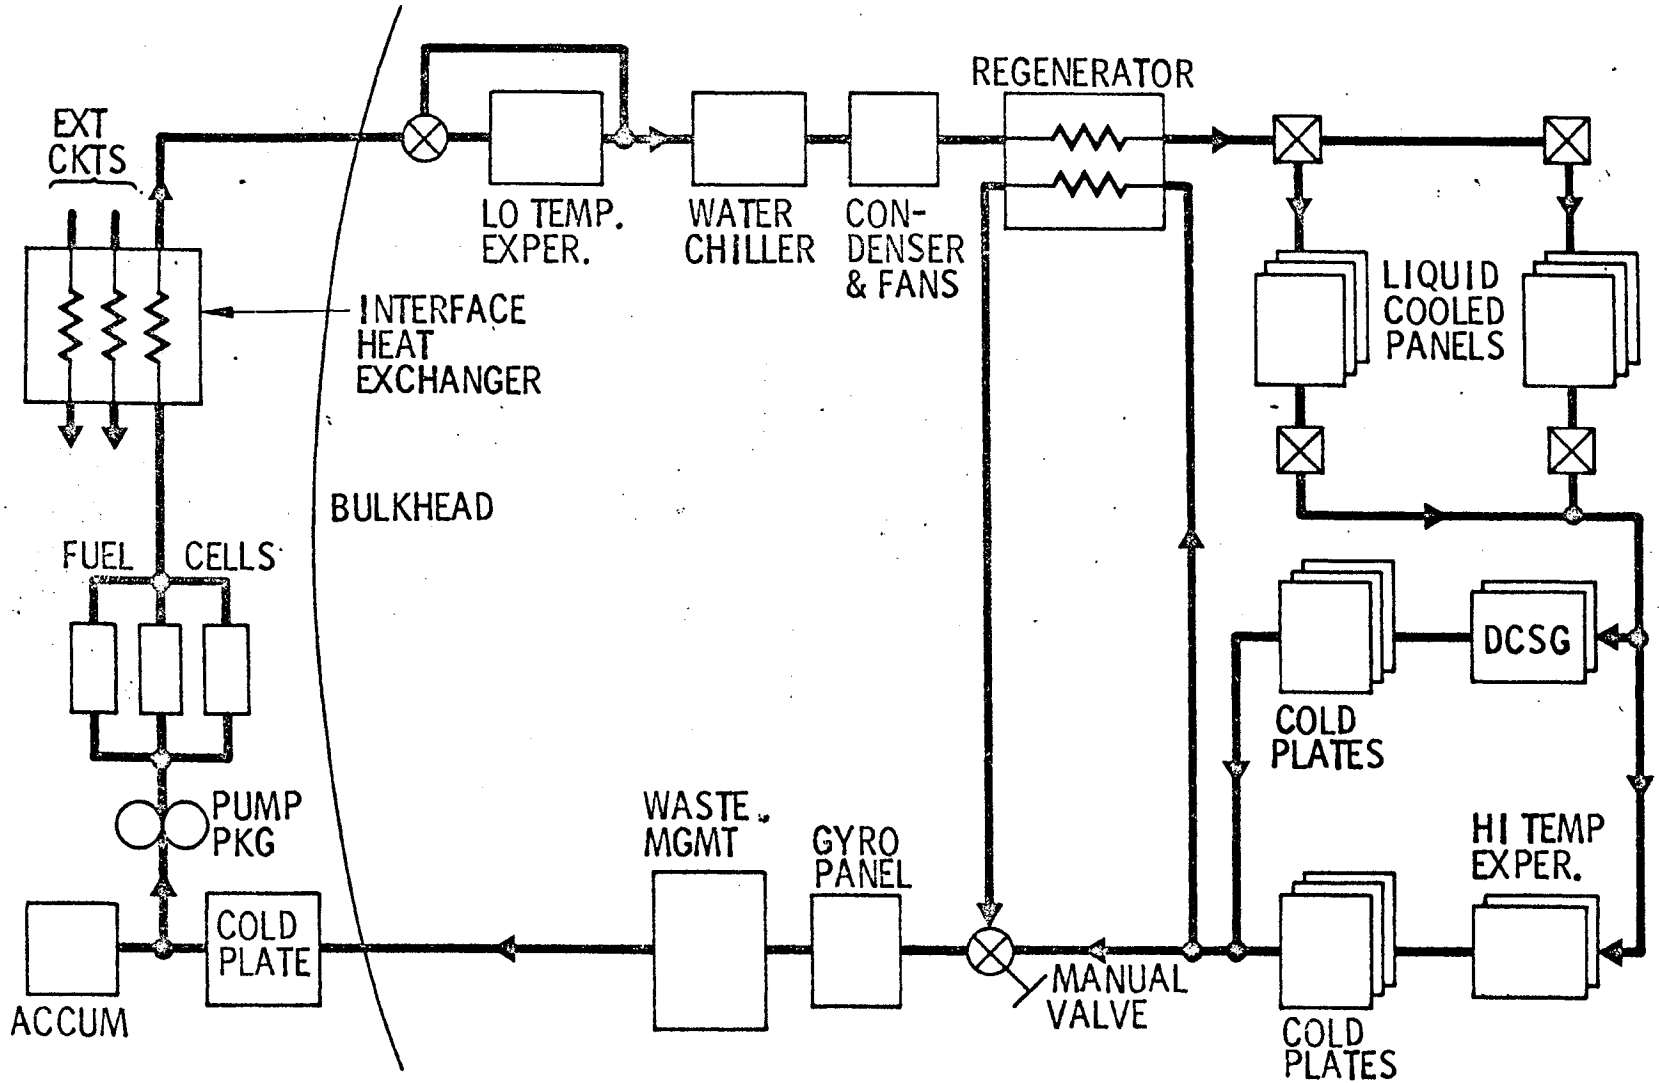 REGENERATOR
EXT
CKTS
LO TEMP.
EXPER.
WATER
CHILLER
CON-
DENSER
& FANS
LIQUID
COOLED
PANELS
INTERFACE
HEAT
EXCHANGER
BULKHEAD
FUEL CELLS
DCSG
COLD
PLATES
PUMP
PKG
WASTE
MGMT
GYRO
PANEL
HI TEMP
EXPER.
COLD
PLATE
MANUAL
VALVE
ACCUM
COLD
PLATES